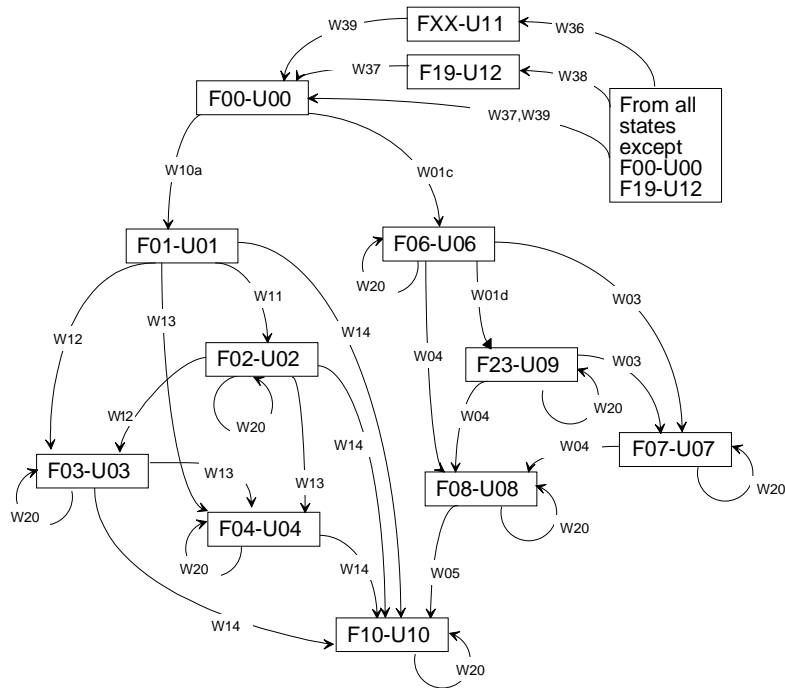 FXX-U11
W39
W36
F19-U12
W37
W38
F00-U00
W37,W39
From all
states
except
F00-U00
F19-U12
W10a
W01c
F01-U01
F06-U06
W20
W11
W01d
W03
W12
W13
W14
F02-U02
W04
F23-U09
W03
W12
W20
W14
W04
W20
W04
F07-U07
F03-U03
W13
W13
F08-U08
W20
W20
F04-U04
W20
W20
W14
W05
W14
F10-U10
W20